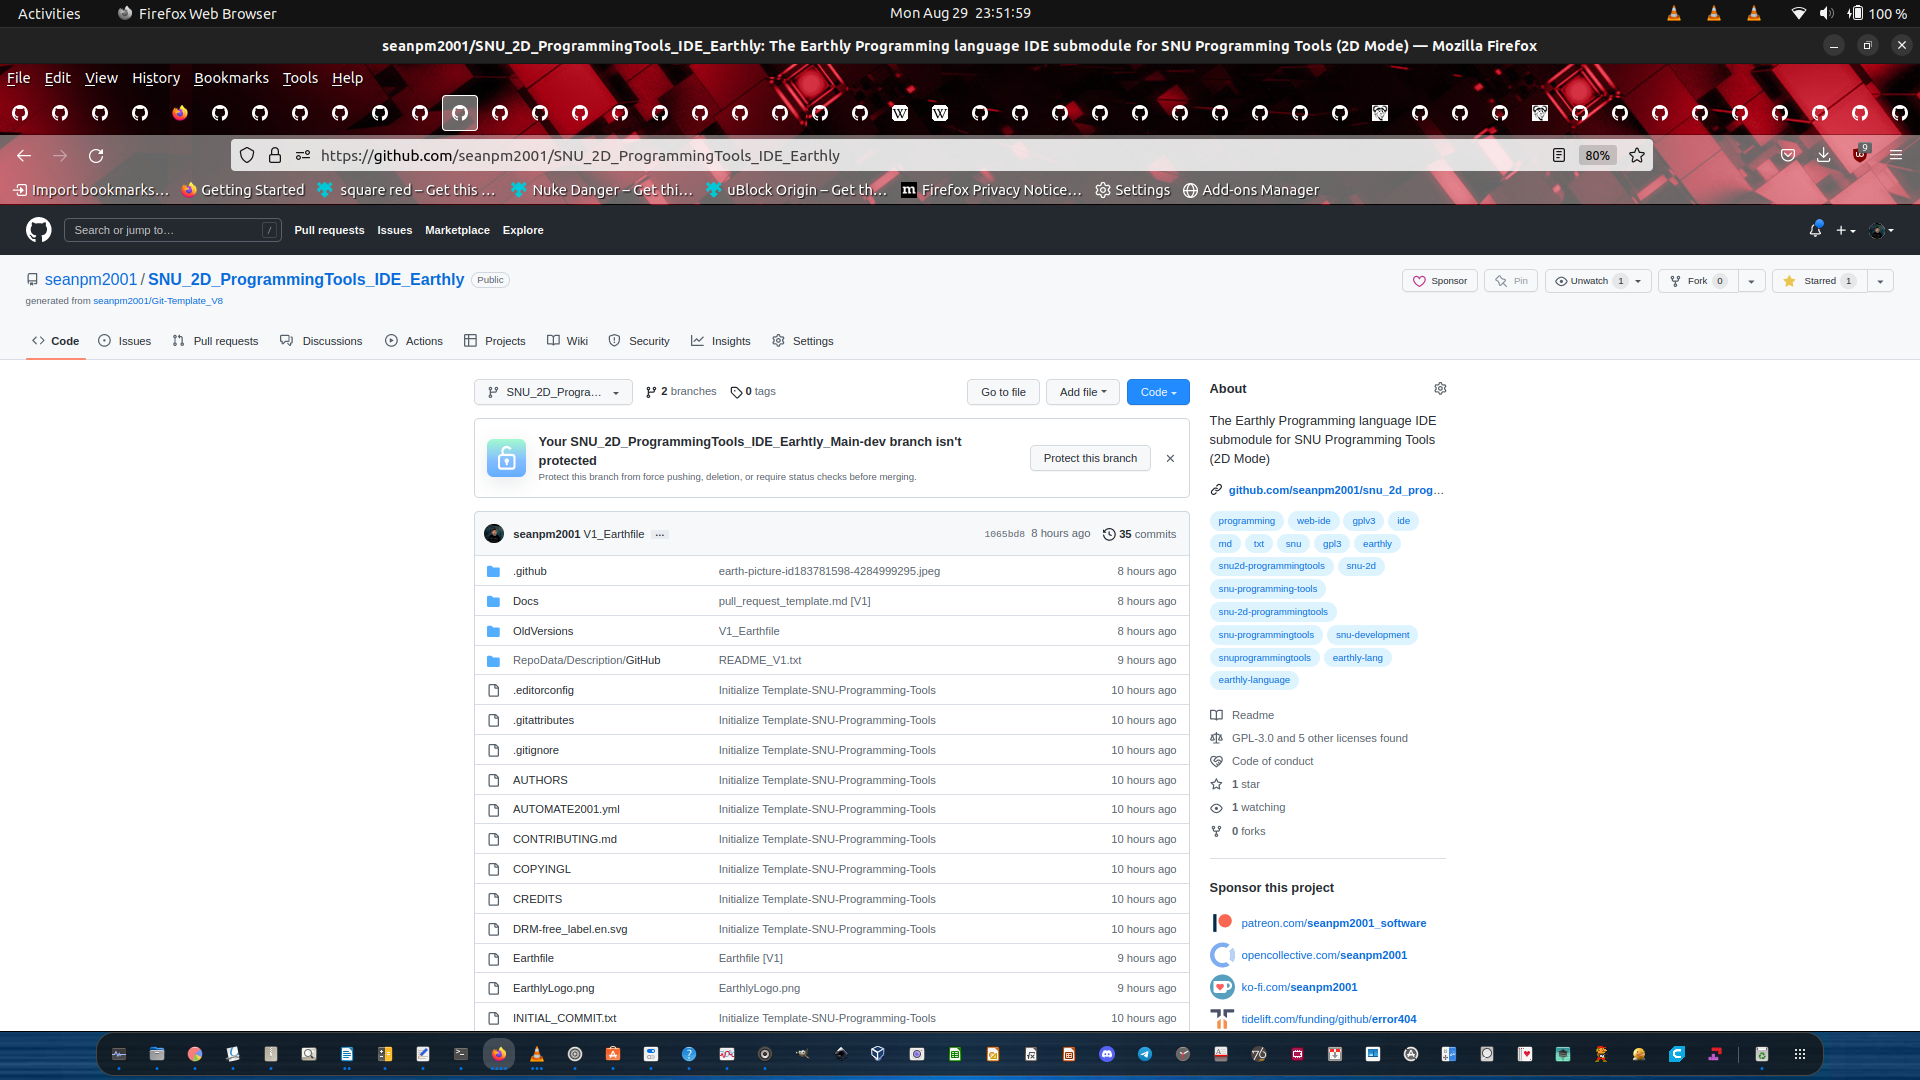 Activities
Firefox Web Browser
Mon Aug 29 23:51:59
100 %
seanpm2001/SNU_2D_ProgrammingTools_IDE_Earthly: The Earthly Programming language IDE submodule for SNU Programming Tools (2D Mode) — Mozilla Firefox
File Edit View History Bookmarks Tools Help
https://github.com/seanpm2001/SNU_2D_ProgrammingTools_IDE_Earthly
80%
9
Import bookmarks… Getting Started square red – Get this … Nuke Danger – Get thi… uBlock Origin – Get th… Firefox Privacy Notice… Settings Add-ons Manager
Search or jump to… /
Pull requests Issues Marketplace Explore
seanpm2001 / SNU_2D_ProgrammingTools_IDE_Earthly Public
generated from seanpm2001/Git-Template_V8
Sponsor Pin Unwatch 1 Fork 0 Starred 1
Code Issues Pull requests Discussions Actions Projects Wiki Security Insights Settings
SNU_2D_Progra… 2 branches 0 tags
Go to file Add file Code
Your SNU_2D_ProgrammingTools_IDE_Earhtly_Main-dev branch isn't
protected
Protect this branch from force pushing, deletion, or require status checks before merging.
Protect this branch
seanpm2001 V1_Earthfile … 1065bd8 8 hours ago 35 commits
.github earth-picture-id183781598-4284999295.jpeg 8 hours ago
Docs pull_request_template.md [V1] 8 hours ago
OldVersions V1_Earthfile 8 hours ago
RepoData/Description/GitHub README_V1.txt 9 hours ago
.editorconfig Initialize Template-SNU-Programming-Tools 10 hours ago
.gitattributes Initialize Template-SNU-Programming-Tools 10 hours ago
.gitignore Initialize Template-SNU-Programming-Tools 10 hours ago
AUTHORS Initialize Template-SNU-Programming-Tools 10 hours ago
AUTOMATE2001.yml Initialize Template-SNU-Programming-Tools 10 hours ago
CONTRIBUTING.md Initialize Template-SNU-Programming-Tools 10 hours ago
COPYINGL Initialize Template-SNU-Programming-Tools 10 hours ago
CREDITS Initialize Template-SNU-Programming-Tools 10 hours ago
DRM-free_label.en.svg Initialize Template-SNU-Programming-Tools 10 hours ago
Earthfile Earthfile [V1] 9 hours ago
EarthlyLogo.png EarthlyLogo.png 9 hours ago
INITIAL_COMMIT.txt Initialize Template-SNU-Programming-Tools 10 hours ago
About
The Earthly Programming language IDE
submodule for SNU Programming Tools
(2D Mode)
github.com/seanpm2001/snu_2d_prog…
programming web-ide gplv3 ide
md txt snu gpl3 earthly
snu2d-programmingtools snu-2d
snu-programming-tools
snu-2d-programmingtools
snu-programmingtools snu-development
snuprogrammingtools earthly-lang
earthly-language
Readme
GPL-3.0 and 5 other licenses found
Code of conduct
1 star
1 watching
0 forks
Sponsor this project
patreon.com/seanpm2001_software
opencollective.com/seanpm2001
ko-fi.com/seanpm2001
tidelift.com/funding/github/error404